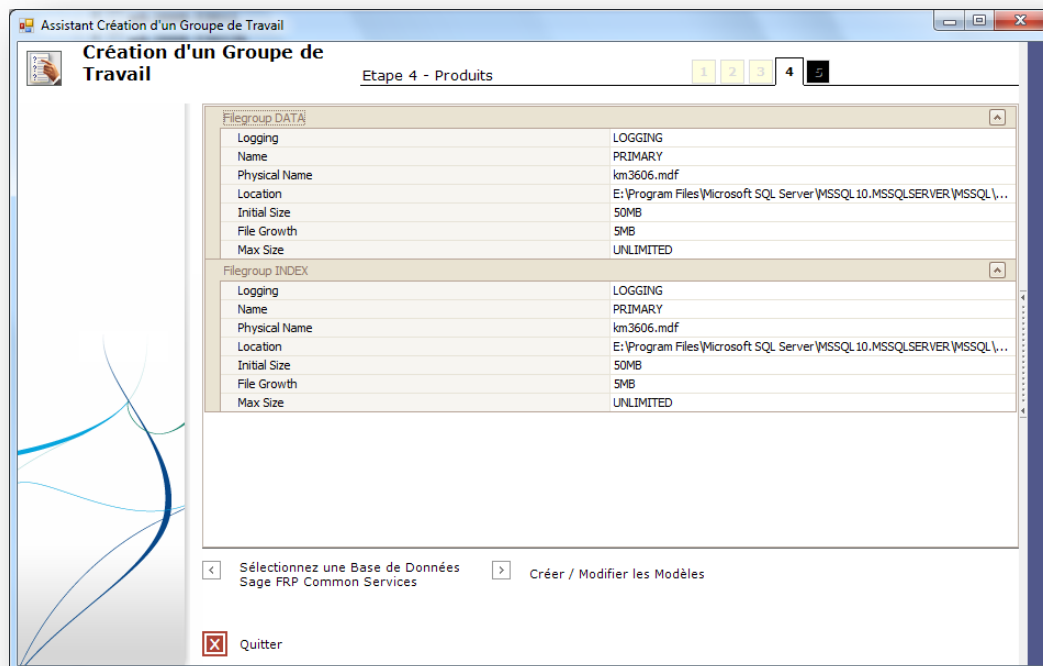 Assistant Création d'un Groupe de Travail
Création d'un Groupe de
Travail
Etape 4 - Produits
1 2 3 4 5
Filegroup DATA
Logging LOGGING
Name PRIMARY
Physical Name km3606.mdf
Location E:\Program Files\Microsoft SQL Server\MSSQL10.MSSQLSERVER\MSSQL\...
Initial Size 50MB
File Growth 5MB
Max Size UNLIMITED
Filegroup INDEX
Logging LOGGING
Name PRIMARY
Physical Name km3606.mdf
Location E:\Program Files\Microsoft SQL Server\MSSQL10.MSSQLSERVER\MSSQL\...
Initial Size 50MB
File Growth 5MB
Max Size UNLIMITED
Sélectionnez une Base de Données
Sage FRP Common Services
Créer / Modifier les Modèles
Quitter